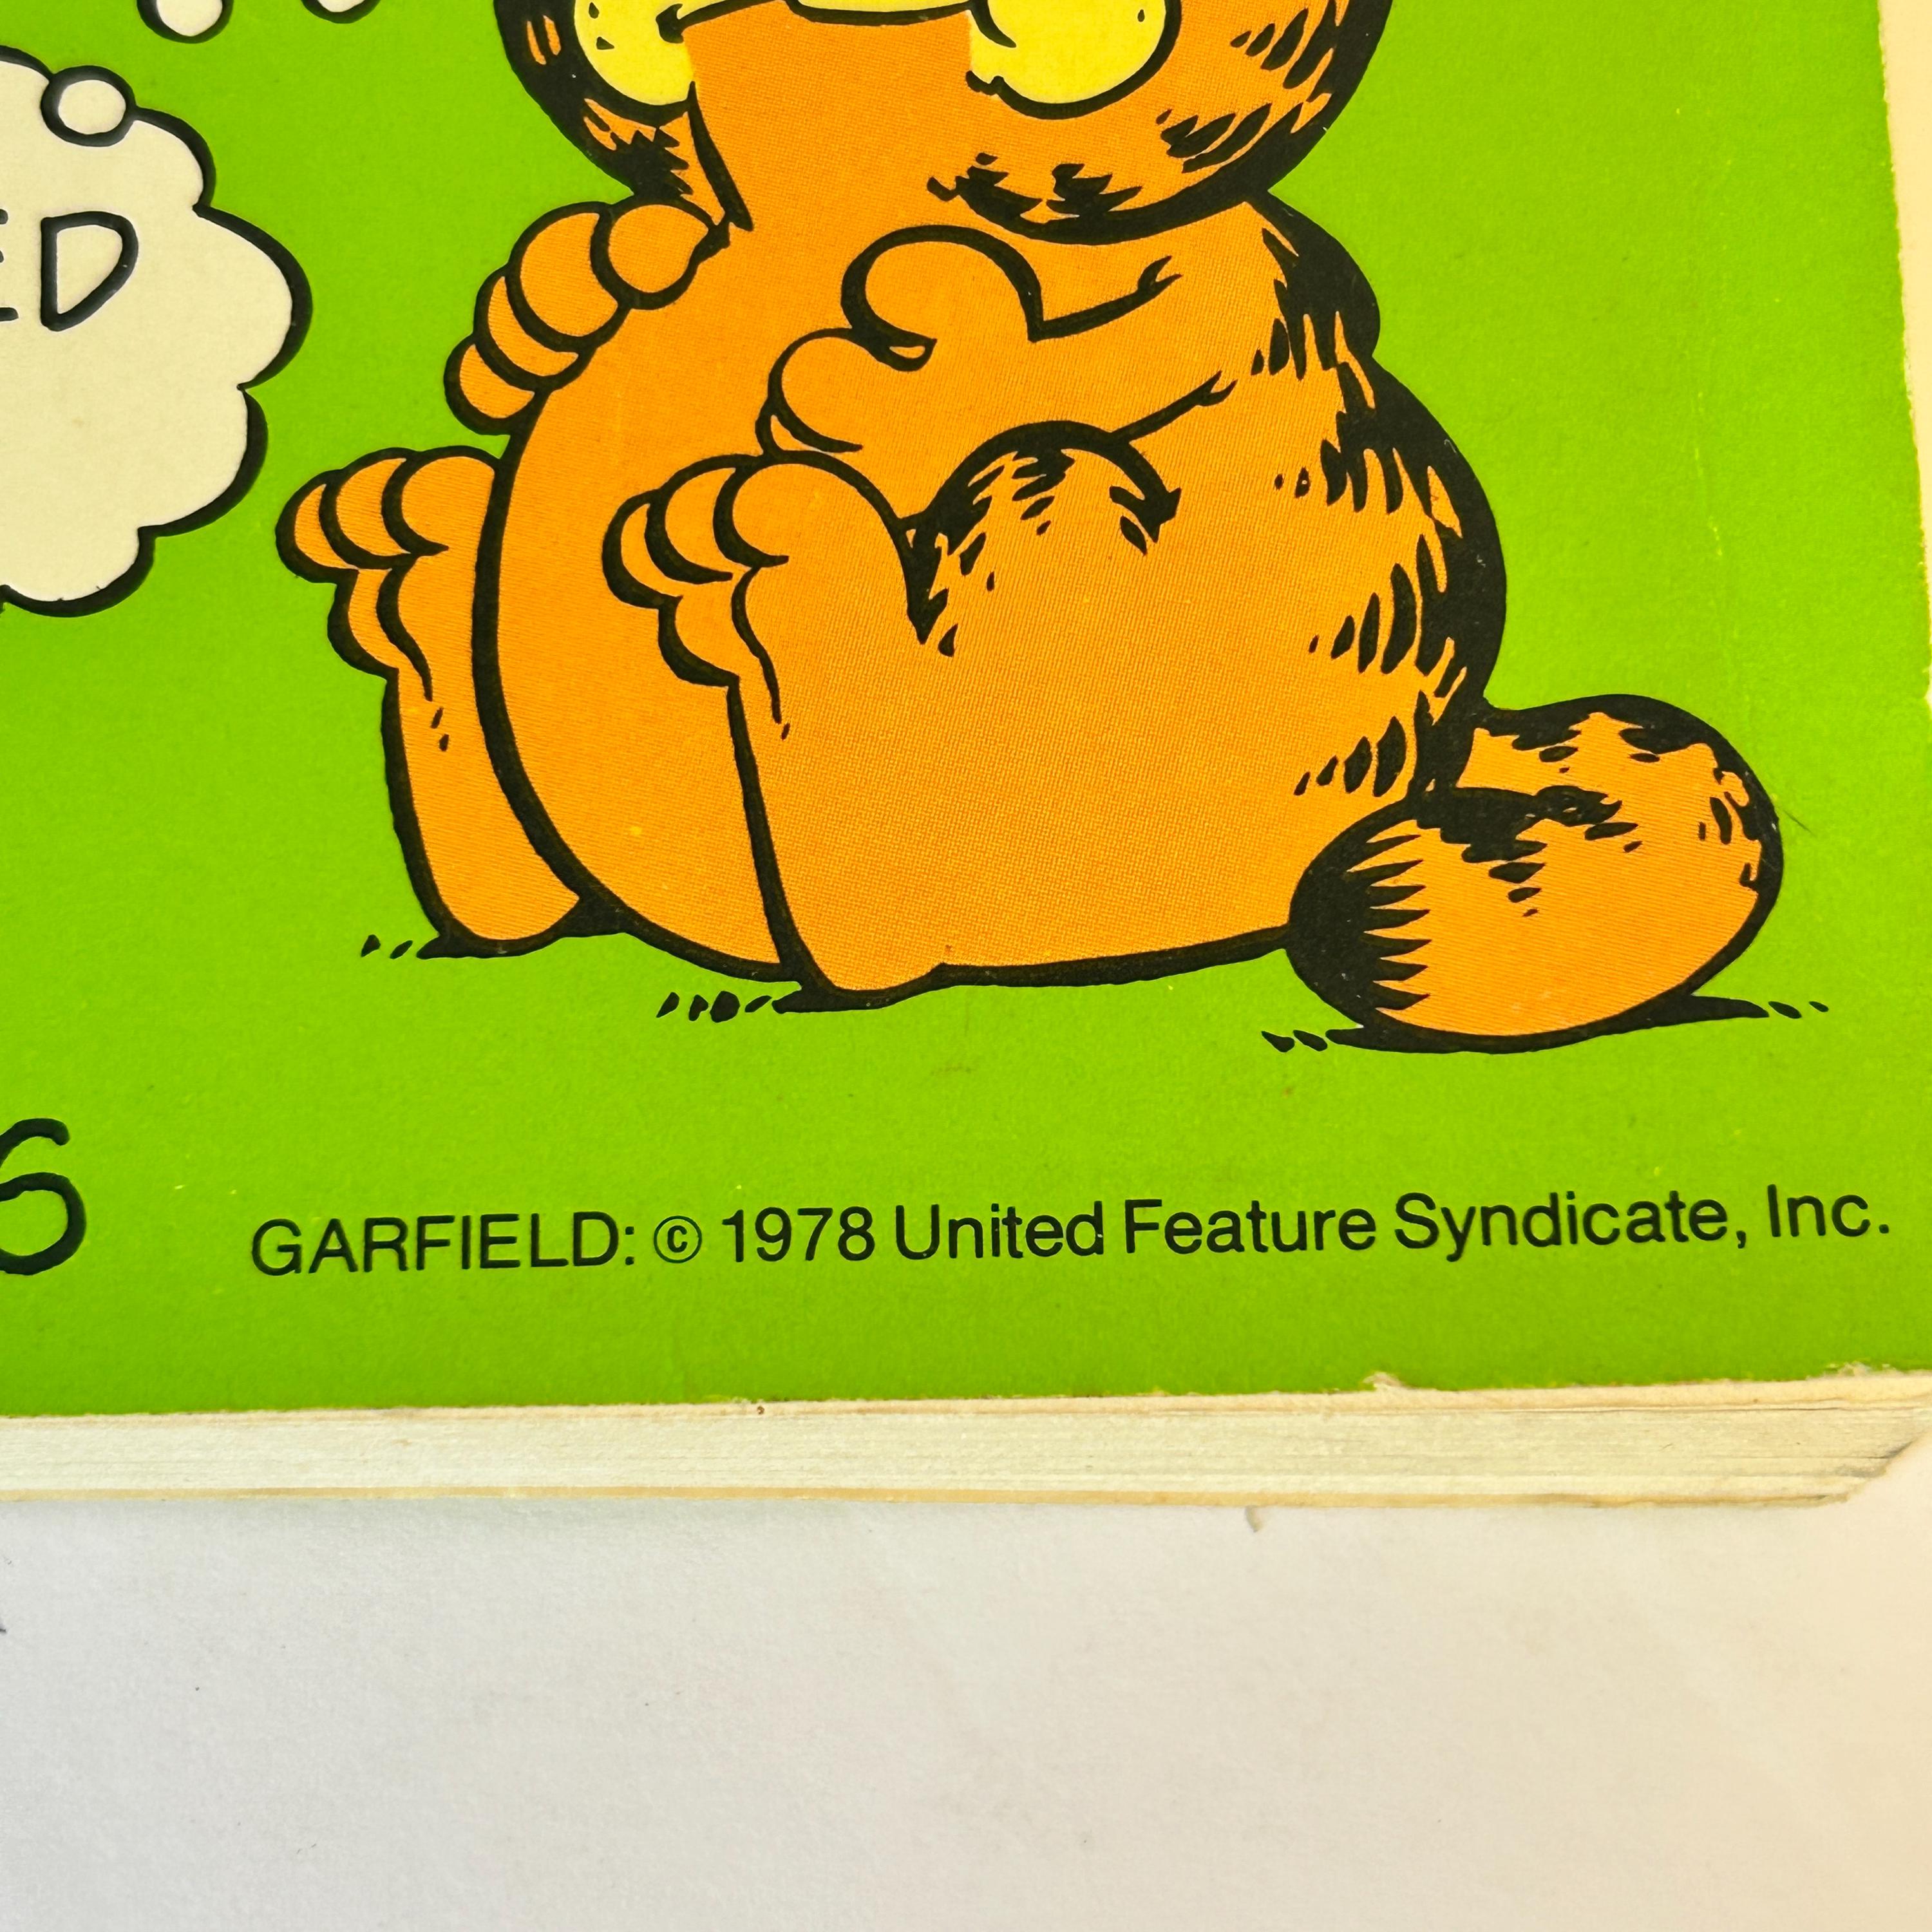 ED
6
GARFIELD: © 1978 United Feature Syndicate, Inc.